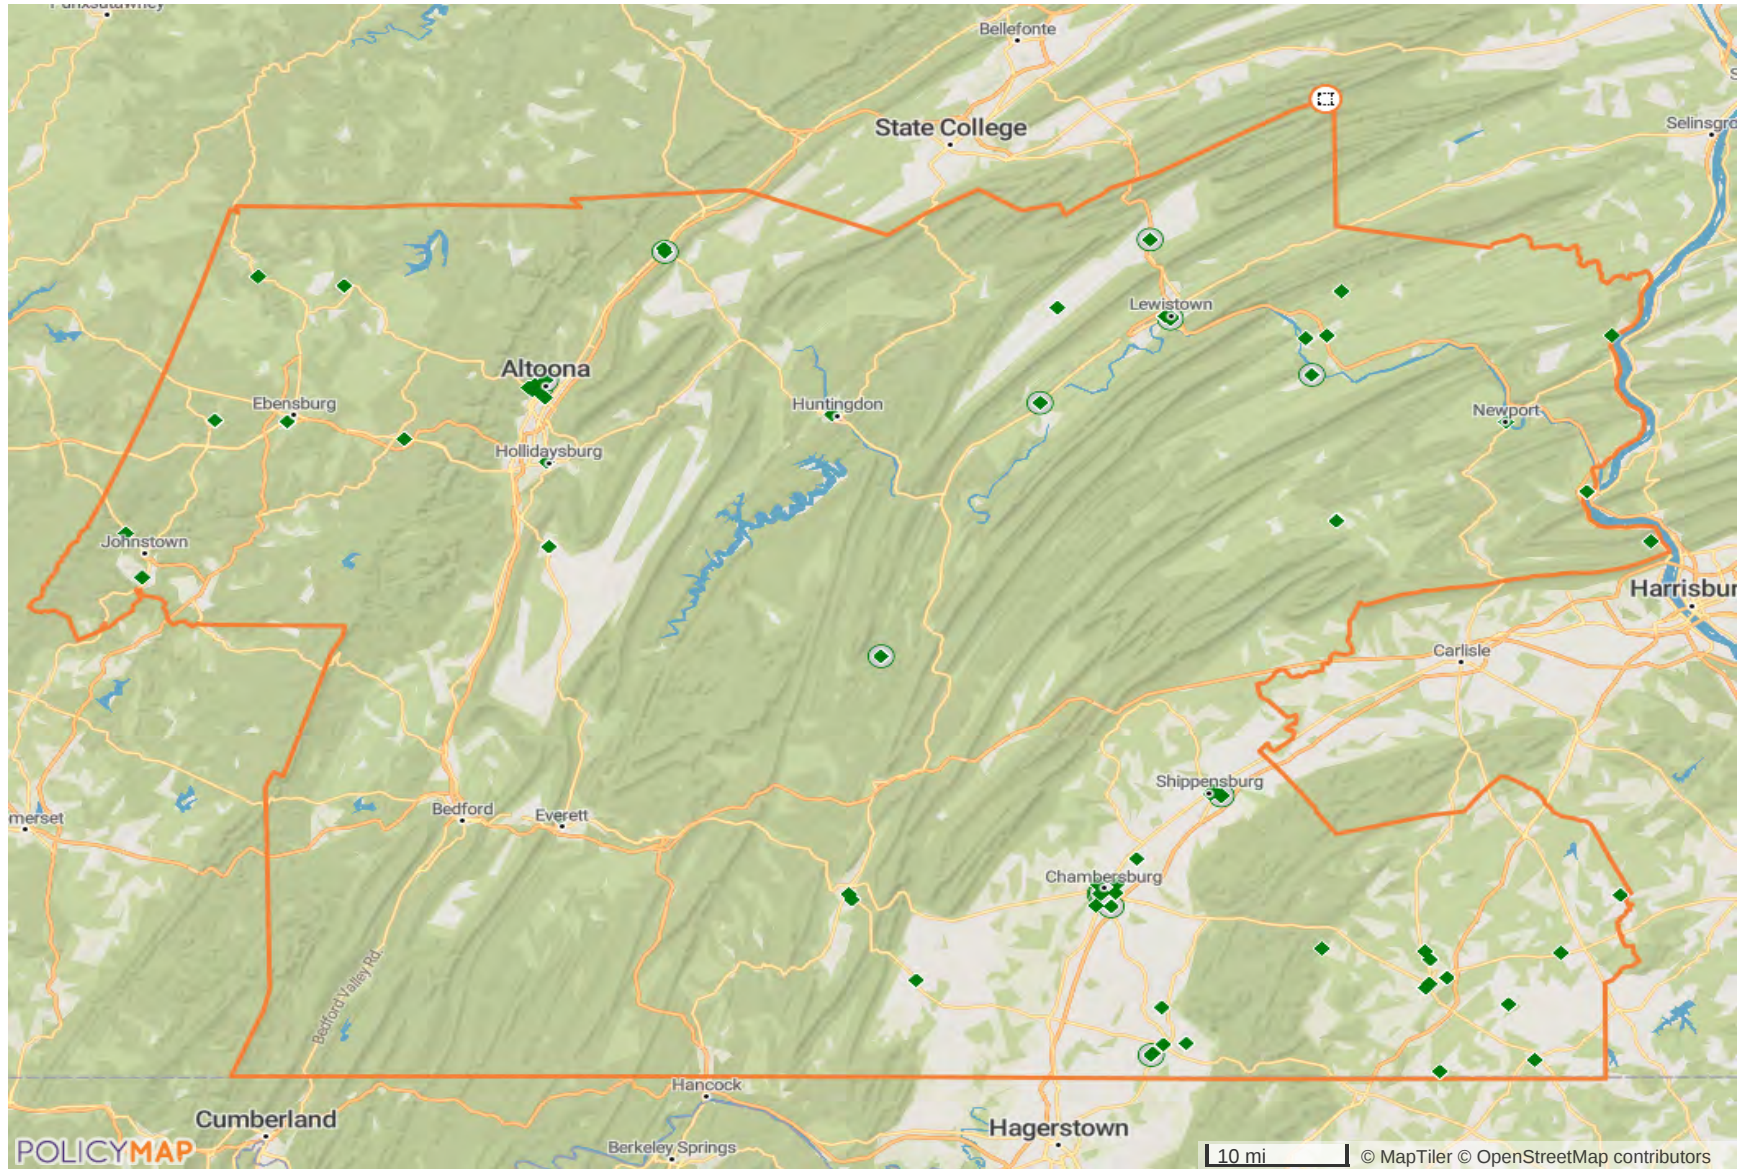 Bellefonte
State College
Selinsgro
Lewistown
Altoona
Ebensburg
Huntingdon
Newport
Hollidaysburg
Johnstown
Harrisbur
Carlisle
Shippensburg
Bedford
Everett
merset
Chambersburg
Bedford Valley Rd.
Hancock
Cumberland
Hagerstown
Berkeley Springs
POLICYMAP
10 mi
© MapTiler © OpenStreetMap contributors